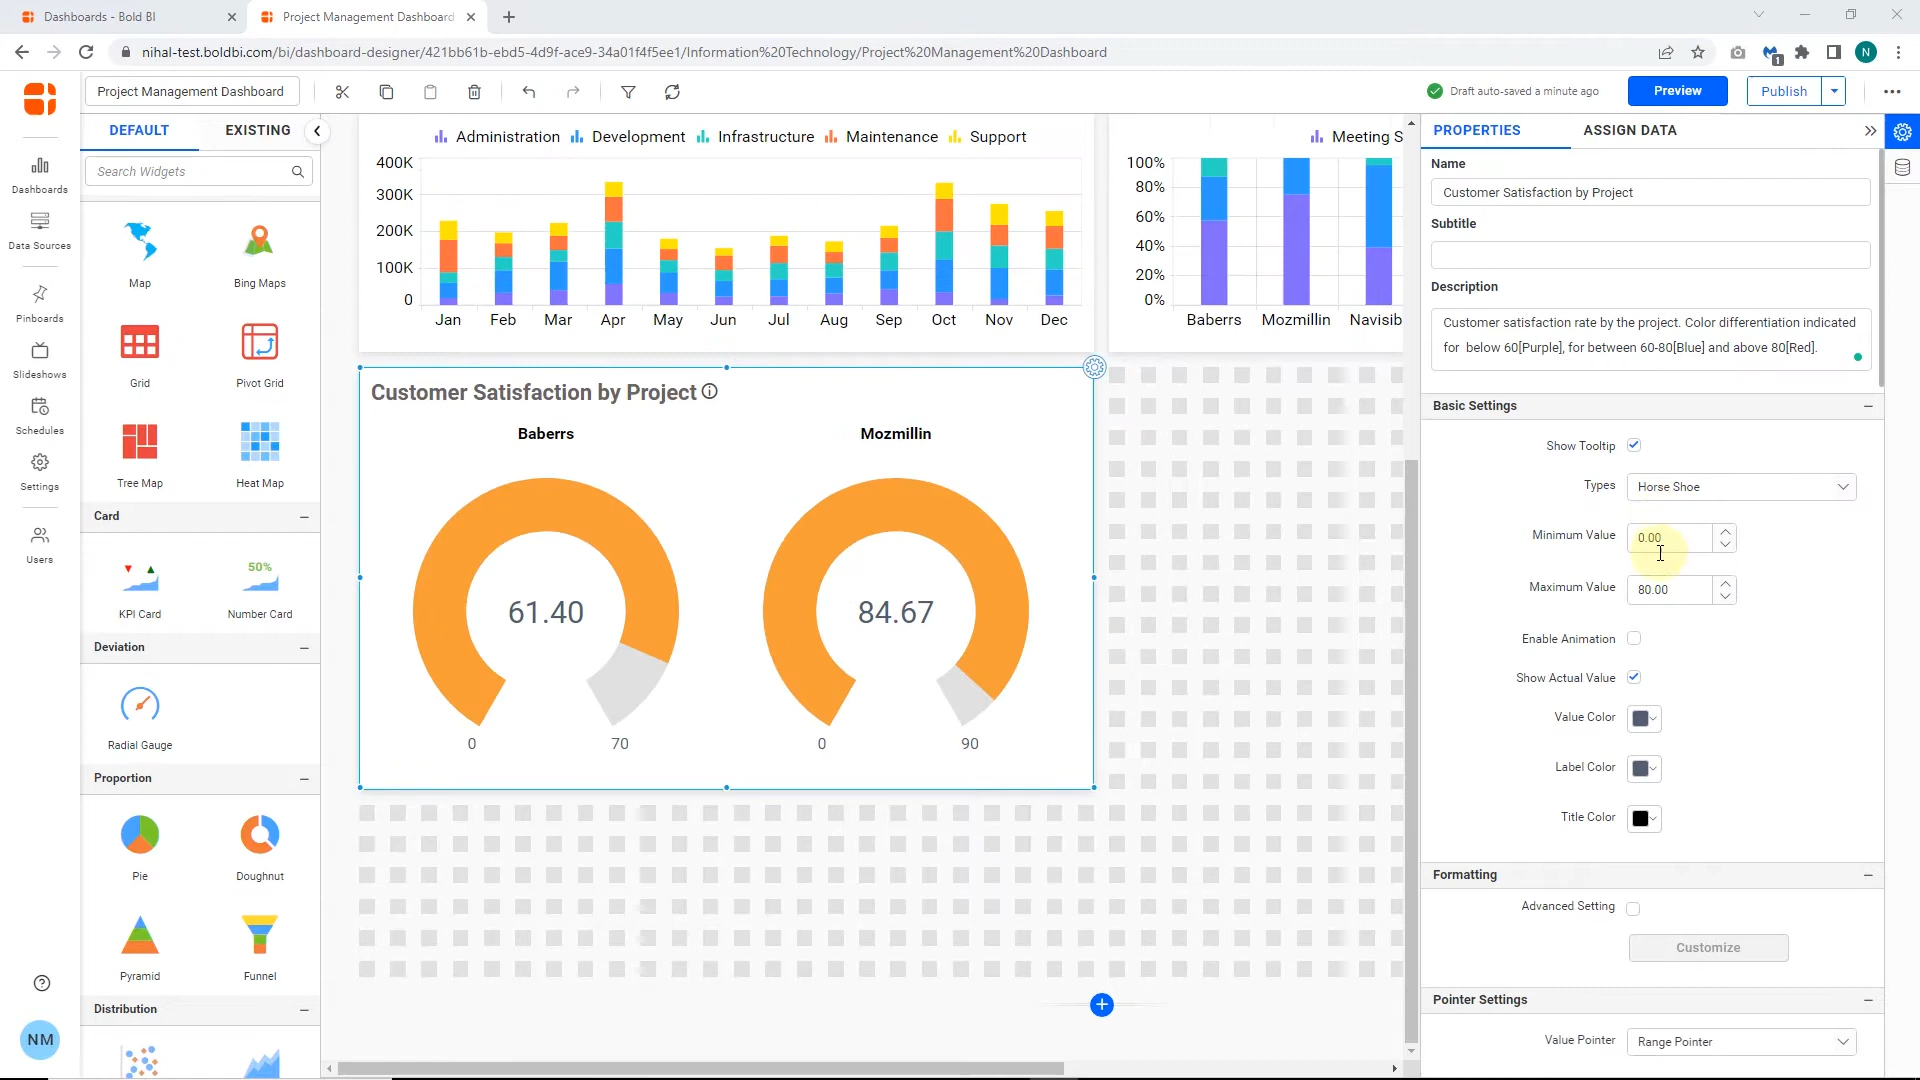 Dashboards - Bold BI
Project Management Dashboard
nihal-test.boldbi.com/bi/dashboard-designer/421bb61b-ebd5-4d9f-ace9-34a01f4f5ee1/Information%20Technology/Project%20Management%20Dashboard
1
N
Project Management Dashboard
Draft auto-saved a minute ago
Preview
Publish
Dashboards
Data Sources
Pinboards
Slideshows
Schedules
Settings
Users
NM
DEFAULT
EXISTING
Search Widgets
Map
Bing Maps
Grid
Pivot Grid
Tree Map
Heat Map
Card
KPI Card
50%
Number Card
Deviation
Radial Gauge
Proportion
Pie
Doughnut
Pyramid
Funnel
Distribution
Administration
Development
Infrastructure
Maintenance
Support
400K
300K
200K
100K
0
Jan
Feb
Mar
Apr
May
Jun
Jul
Aug
Sep
Oct
Nov
Dec
Meeting S
100%
80%
60%
40%
20%
0%
Baberrs
Mozmillin
Navisib
Customer Satisfaction by Project
Baberrs
61.40
0
70
Mozmillin
84.67
0
90
PROPERTIES
ASSIGN DATA
Name
Customer Satisfaction by Project
Subtitle
Description
Customer satisfaction rate by the project. Color differentiation indicated
for below 60[Purple], for between 60-80[Blue] and above 80[Red].
Basic Settings
Show Tooltip
Types
Horse Shoe
Minimum Value
0.00
Maximum Value
80.00
Enable Animation
Show Actual Value
Value Color
Label Color
Title Color
Formatting
Advanced Setting
Customize
Pointer Settings
Value Pointer
Range Pointer